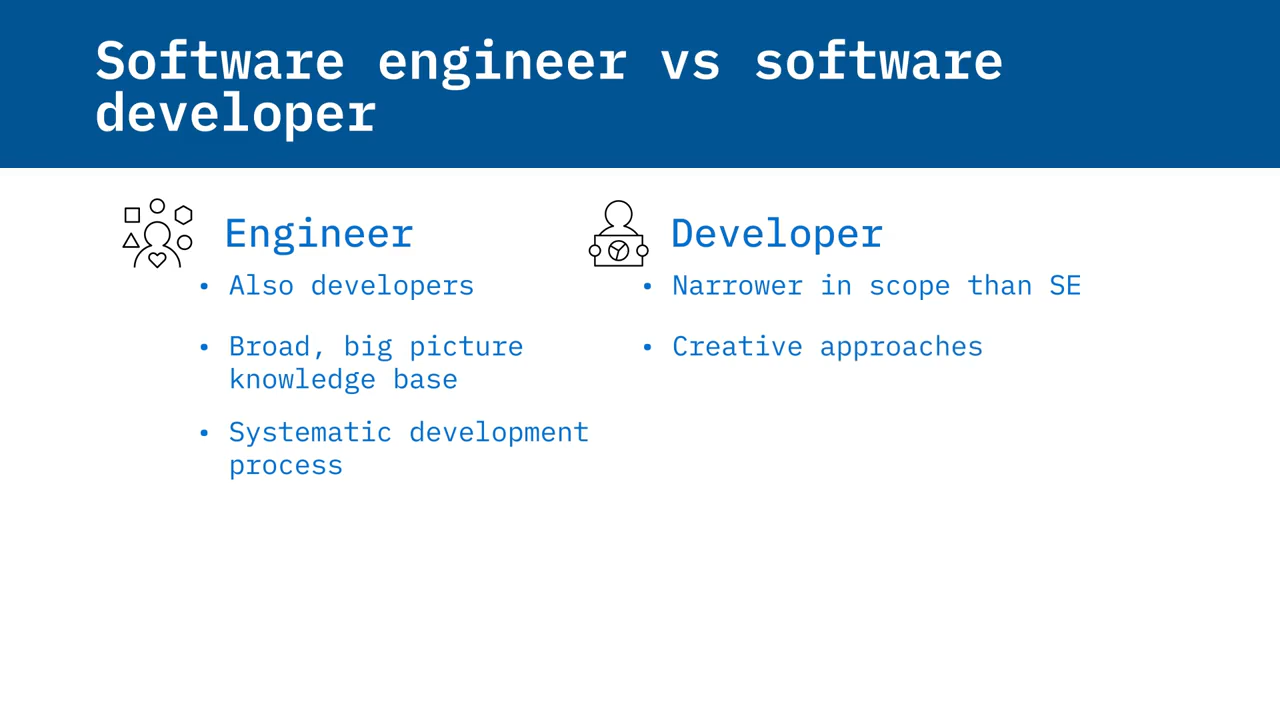 Software engineer vs software
developer
Engineer
• Also developers
• Broad, big picture
knowledge base
• Systematic development
process
Developer
• Narrower in scope than SE
• Creative approaches